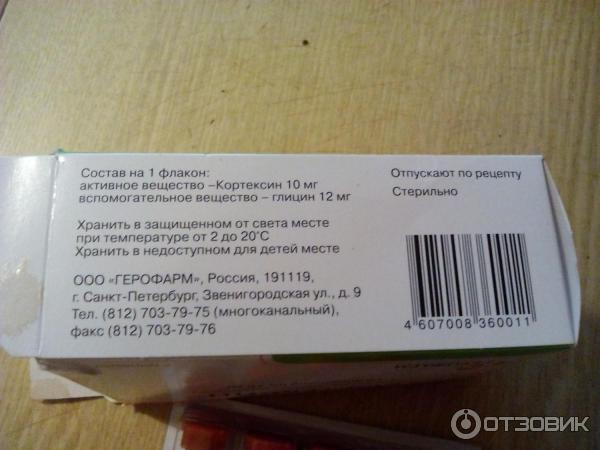 Состав на 1 флакон:
активное вещество –Кортексин 10 мг
вспомогательное вещество – глицин 12 мг
Хранить в защищенном от света месте
при температуре от 2 до 20°С
Хранить в недоступном для детей месте
ООО «ГЕРОФАРМ», Россия, 191119,
г. Санкт-Петербург, Звенигородская ул., д. 9
Тел. (812) 703-79-75 (многоканальный),
факс (812) 703-79-76
Отпускают по рецепту
Стерильно
4 607008 360011
ОТЗОВИК